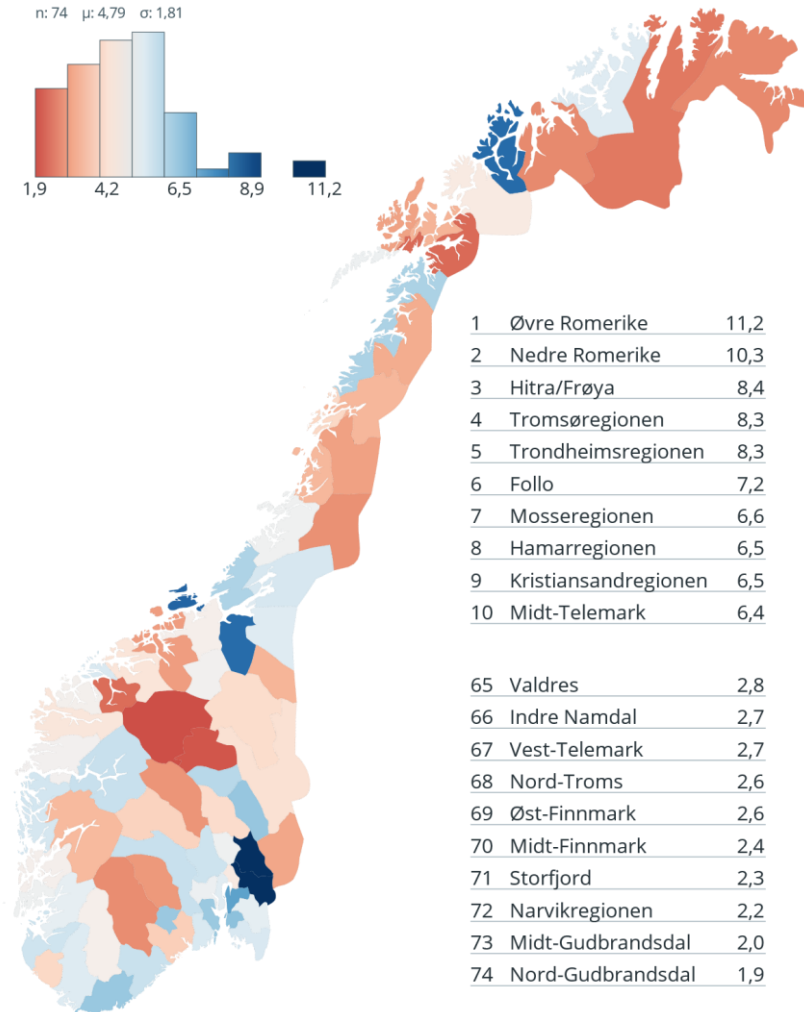 n: 74 μ: 4,79 σ: 1,81
1,9 4,2 6,5 8,9 11,2
1 Øvre Romerike 11,2
2 Nedre Romerike 10,3
3 Hitra/Frøya 8,4
4 Tromsøregionen 8,3
5 Trondheimsregionen 8,3
6 Follo 7,2
7 Mosseregionen 6,6
8 Hamarregionen 6,5
9 Kristiansandregionen 6,5
10 Midt-Telemark 6,4
65 Valdres 2,8
66 Indre Namdal 2,7
67 Vest-Telemark 2,7
68 Nord-Troms 2,6
69 Øst-Finnmark 2,6
70 Midt-Finnmark 2,4
71 Storfjord 2,3
72 Narvikregionen 2,2
73 Midt-Gudbrandsdal 2,0
74 Nord-Gudbrandsdal 1,9